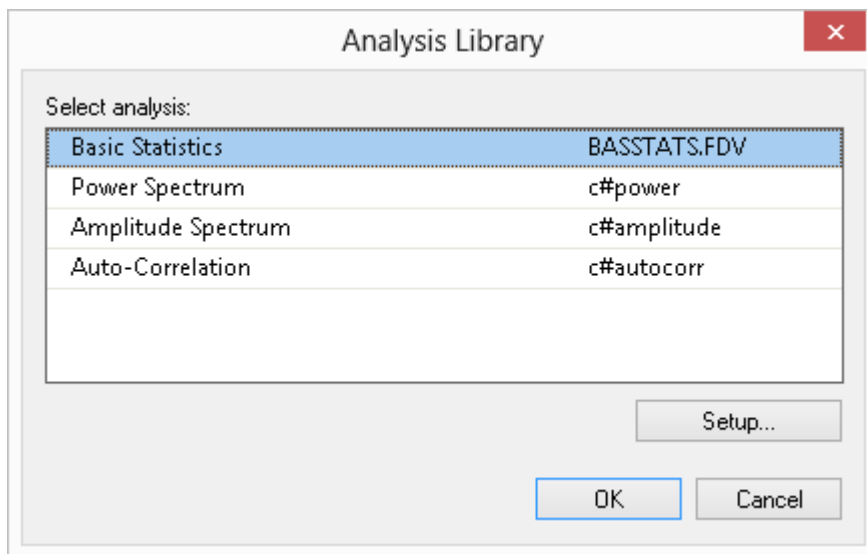 Analysis Library
Select analysis:
Basic Statistics BASSTATS.FDV
Power Spectrum c#power
Amplitude Spectrum c#amplitude
Auto-Correlation c#autocorr
Setup...
OK Cancel